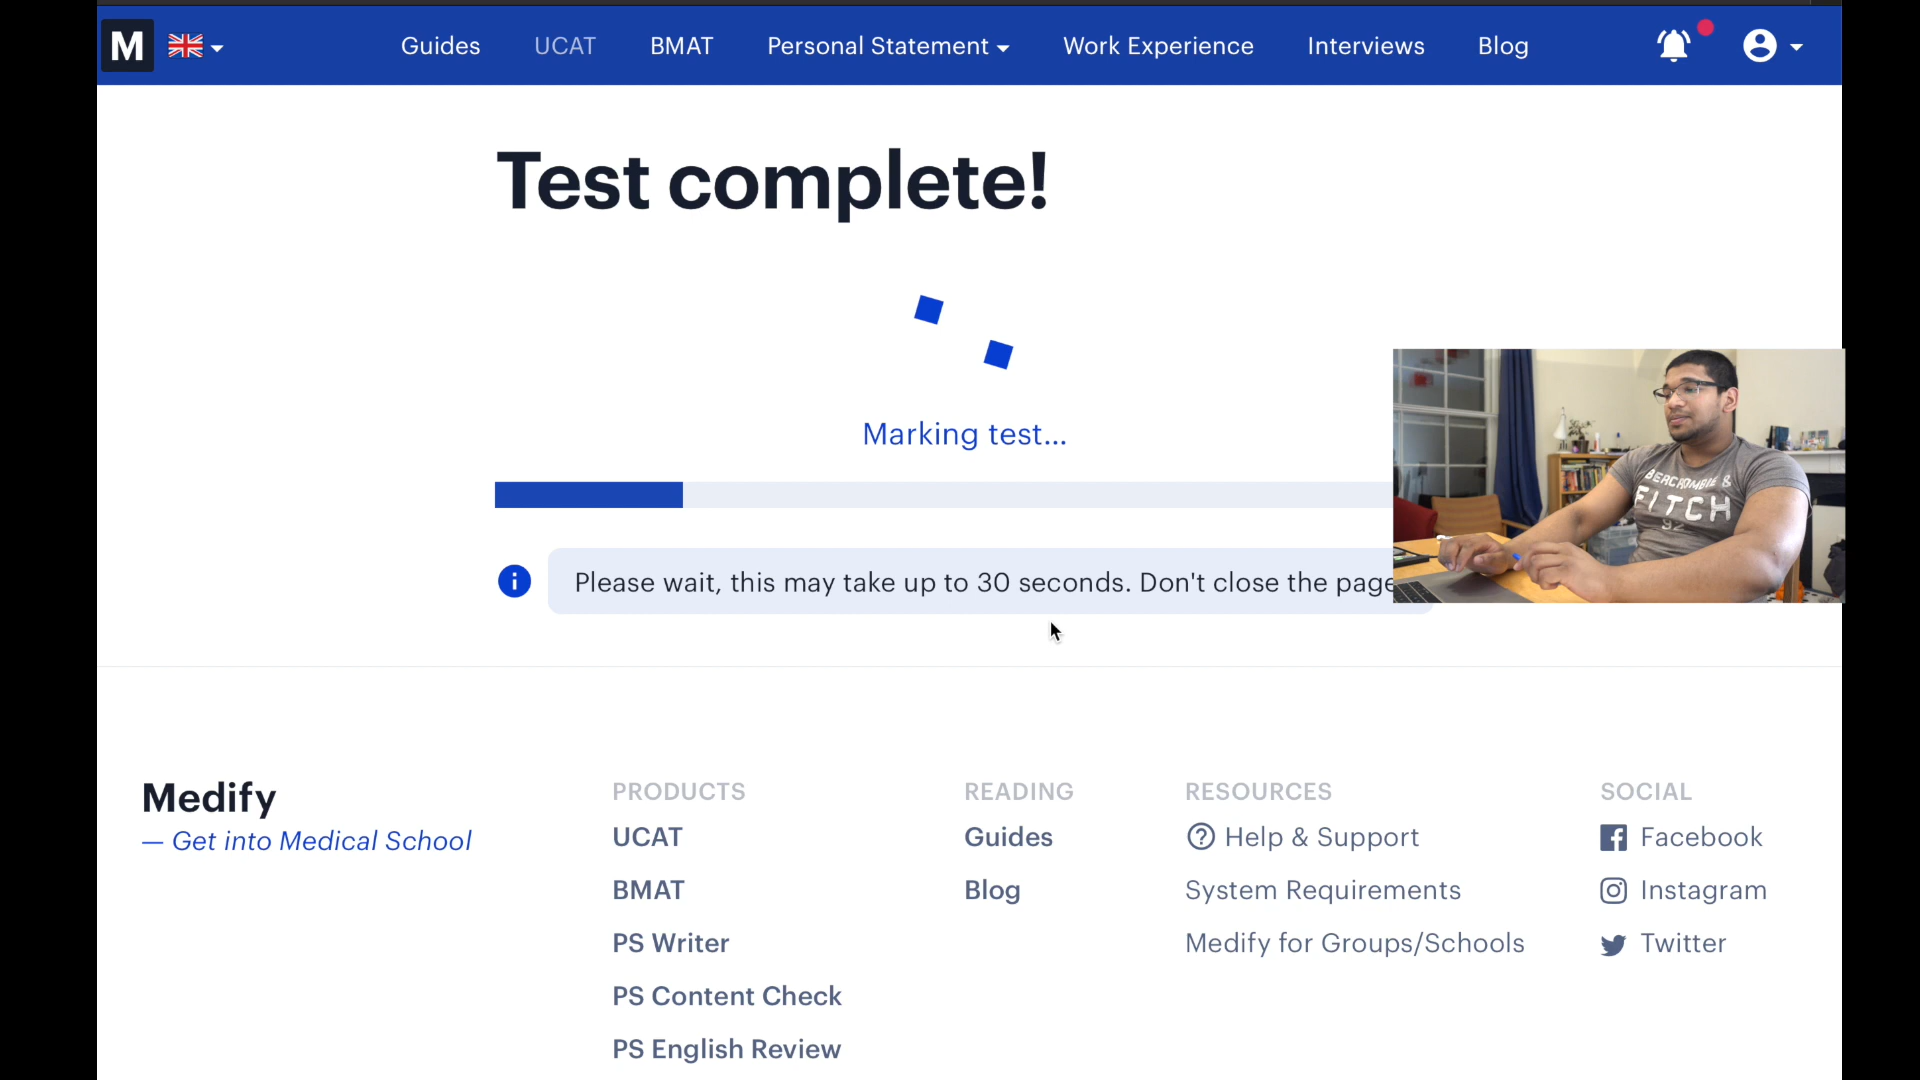 M
Guides
UCAT
BMAT
Personal Statement
Work Experience
Interviews
Blog
Test complete!
Marking test...
Please wait, this may take up to 30 seconds. Don't close the page
BERCROMBIE &
FITCH
92
Medify
— Get into Medical School
PRODUCTS
UCAT
BMAT
PS Writer
PS Content Check
PS English Review
READING
Guides
Blog
RESOURCES
Help & Support
System Requirements
Medify for Groups/Schools
SOCIAL
Facebook
Instagram
Twitter